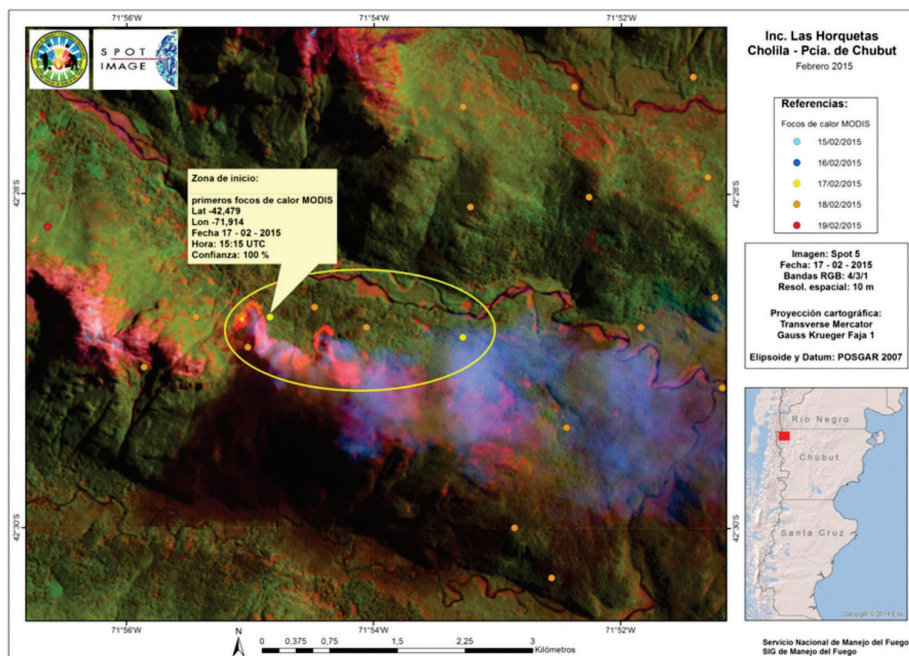 71°56'W
71°54'W
71°52'W
SPOT
IMAGE
Zona de inicio:
primeros focos de calor MODIS
Lat -42,479
Lon -71,914
Fecha 17 - 02 - 2015
Hora: 15:15 UTC
Confianza: 100 %
42°28'S
42°28'S
42°30'S
42°30'S
71°56'W
71°54'W
71°52'W
N
0 0,375 0,75 1,5 2,25 3
Kilómetros
Inc. Las Horquetas
Cholila - Pcia. de Chubut
Febrero 2015
Referencias:
Focos de calor MODIS
15/02/2015
16/02/2015
17/02/2015
18/02/2015
19/02/2015
Imagen: Spot 5
Fecha: 17 - 02 - 2015
Bandas RGB: 4/3/1
Resol. espacial: 10 m
Proyección cartográfica:
Transverse Mercator
Gauss Krueger Faja 1
Elipsoide y Datum: POSGAR 2007
Río Negro
Chubut
Santa Cruz
Copyright © 2014 Esri
Servicio Nacional de Manejo del Fuego
SIG de Manejo del Fuego